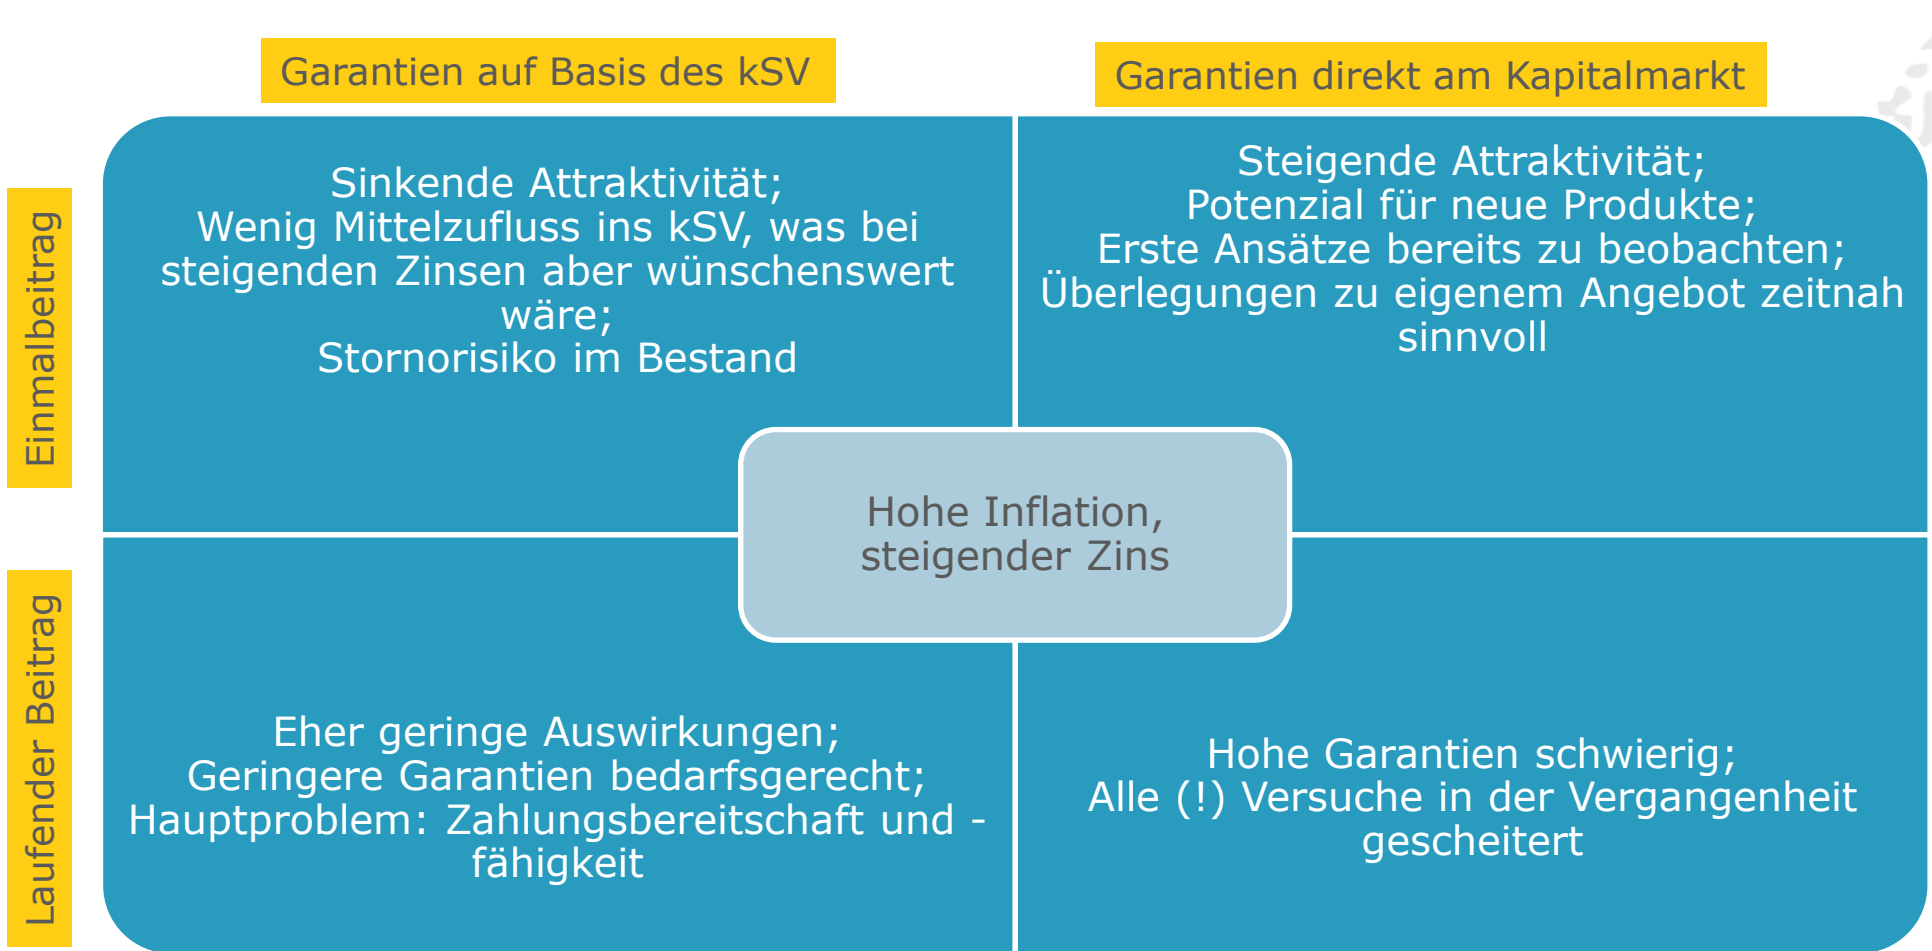 Garantien auf Basis des kSV
Garantien direkt am Kapitalmarkt
Einmalbeitrag
Sinkende Attraktivität;
Wenig Mittelzufluss ins kSV, was bei
steigenden Zinsen aber wünschenswert
wäre;
Stornorisiko im Bestand
Steigende Attraktivität;
Potenzial für neue Produkte;
Erste Ansätze bereits zu beobachten;
Überlegungen zu eigenem Angebot zeitnah
sinnvoll
Hohe Inflation,
steigender Zins
Laufender Beitrag
Eher geringe Auswirkungen;
Geringere Garantien bedarfsgerecht;
Hauptproblem: Zahlungsbereitschaft und -
fähigkeit
Hohe Garantien schwierig;
Alle (!) Versuche in der Vergangenheit
gescheitert